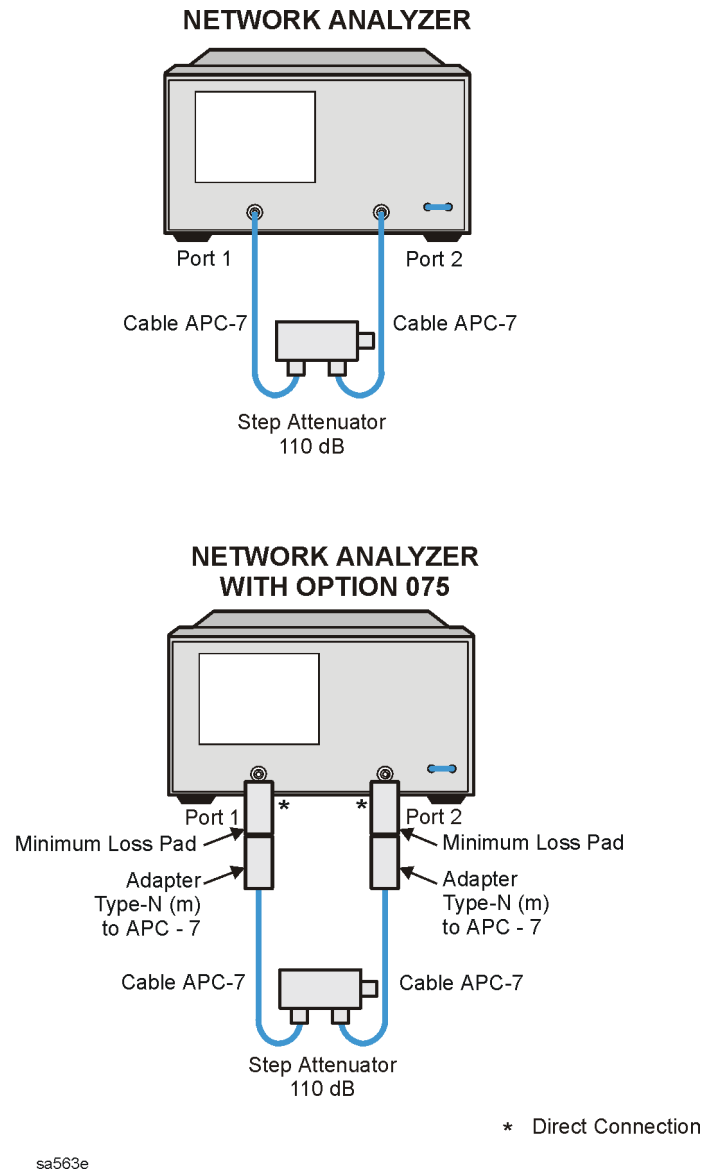 NETWORK ANALYZER
Port 1
Port 2
Cable APC-7
Cable APC-7
Step Attenuator
110 dB
NETWORK ANALYZER
WITH OPTION 075
Port 1
*
*
Port 2
Minimum Loss Pad
Minimum Loss Pad
Adapter
Type-N (m)
to APC - 7
Adapter
Type-N (m)
to APC - 7
Cable APC-7
Cable APC-7
Step Attenuator
110 dB
* Direct Connection
sa563e